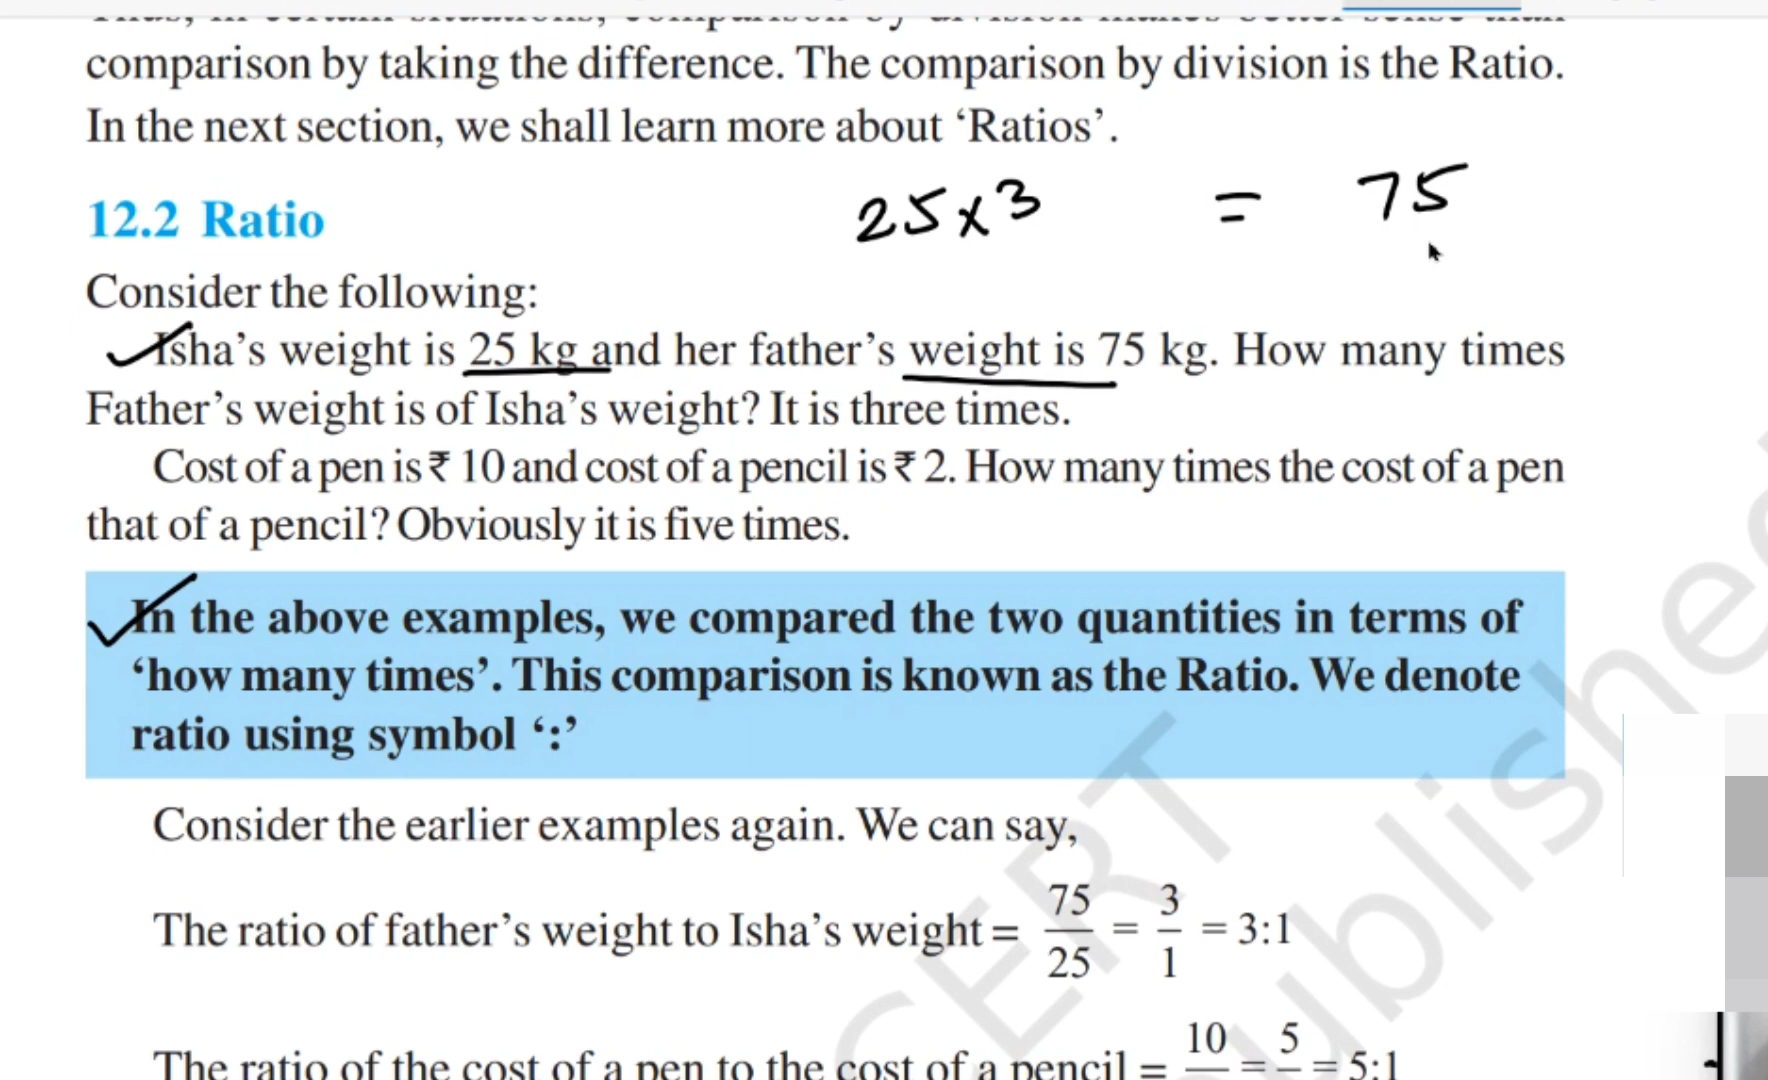 comparison by taking the difference. The comparison by division is the Ratio.
In the next section, we shall learn more about ‘Ratios’.
25x3 = 75
12.2 Ratio
Consider the following:
Isha’s weight is 25 kg and her father’s weight is 75 kg. How many times
Father’s weight is of Isha’s weight? It is three times.
Cost of a pen is ₹ 10 and cost of a pencil is ₹ 2. How many times the cost of a pen
that of a pencil? Obviously it is five times.
In the above examples, we compared the two quantities in terms of
‘how many times’. This comparison is known as the Ratio. We denote
ratio using symbol ‘:’
Consider the earlier examples again. We can say,
The ratio of father’s weight to Isha’s weight = 75/25 = 3/1 = 3:1
The ratio of the cost of a pen to the cost of a pencil = 10 = 5 = 5:1